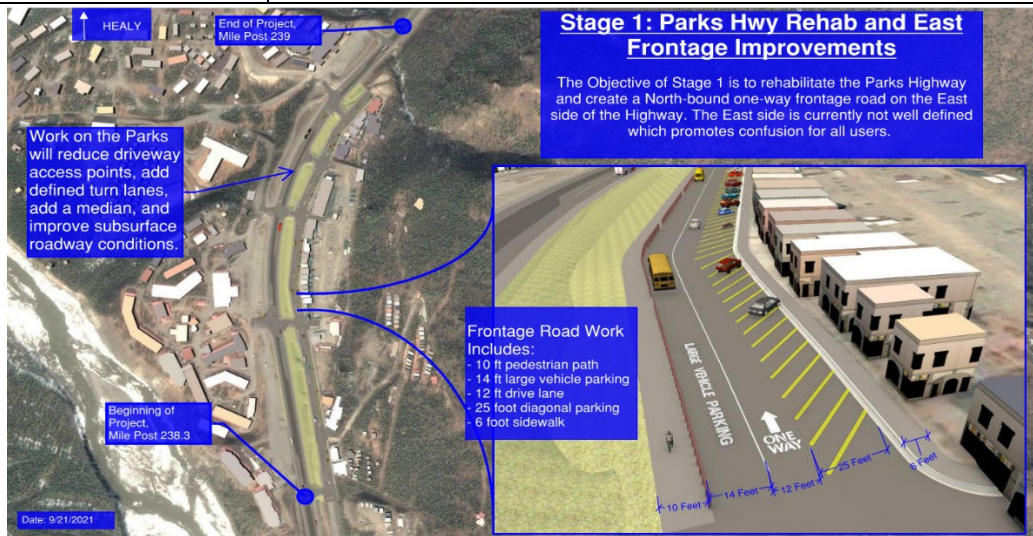 HEALY
End of Project,
Mile Post 239
Stage 1: Parks Hwy Rehab and East
Frontage Improvements
The Objective of Stage 1 is to rehabilitate the Parks Highway
and create a North-bound one-way frontage road on the East
side of the Highway. The East side is currently not well defined
which promotes confusion for all users.
Work on the Parks
will reduce driveway
access points, add
defined turn lanes,
add a median, and
improve subsurface
roadway conditions.
Frontage Road Work
Includes:
- 10 ft pedestrian path
- 14 ft large vehicle parking
- 12 ft drive lane
- 25 foot diagonal parking
- 6 foot sidewalk
LARGE VEHICLE PARKING
ONE
WAY
10 Feet
14 Feet
12 Feet
25 Feet
6 Feet
Beginning of
Project,
Mile Post 238.3
Date: 9/21/2021